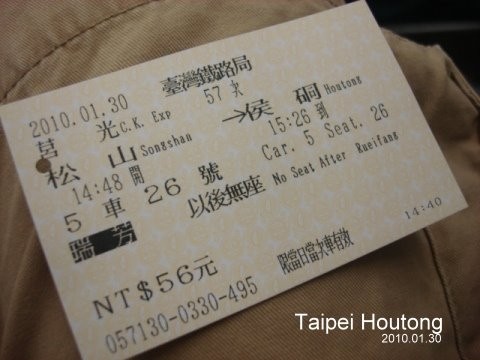 臺灣鐵路局
2010.01.30 57次
莒光 C.K. Exp →侯硐 Houtong
松山 Songshan 15:26 到
14:48 開 Car. 5 Seat. 26
5 車 26 號 以後無座 No Seat After Rueifang
瑞芳 14:40
NT$56元 限當日當次車有效
057130-0330-495
Taipei Houtong
2010.01.30